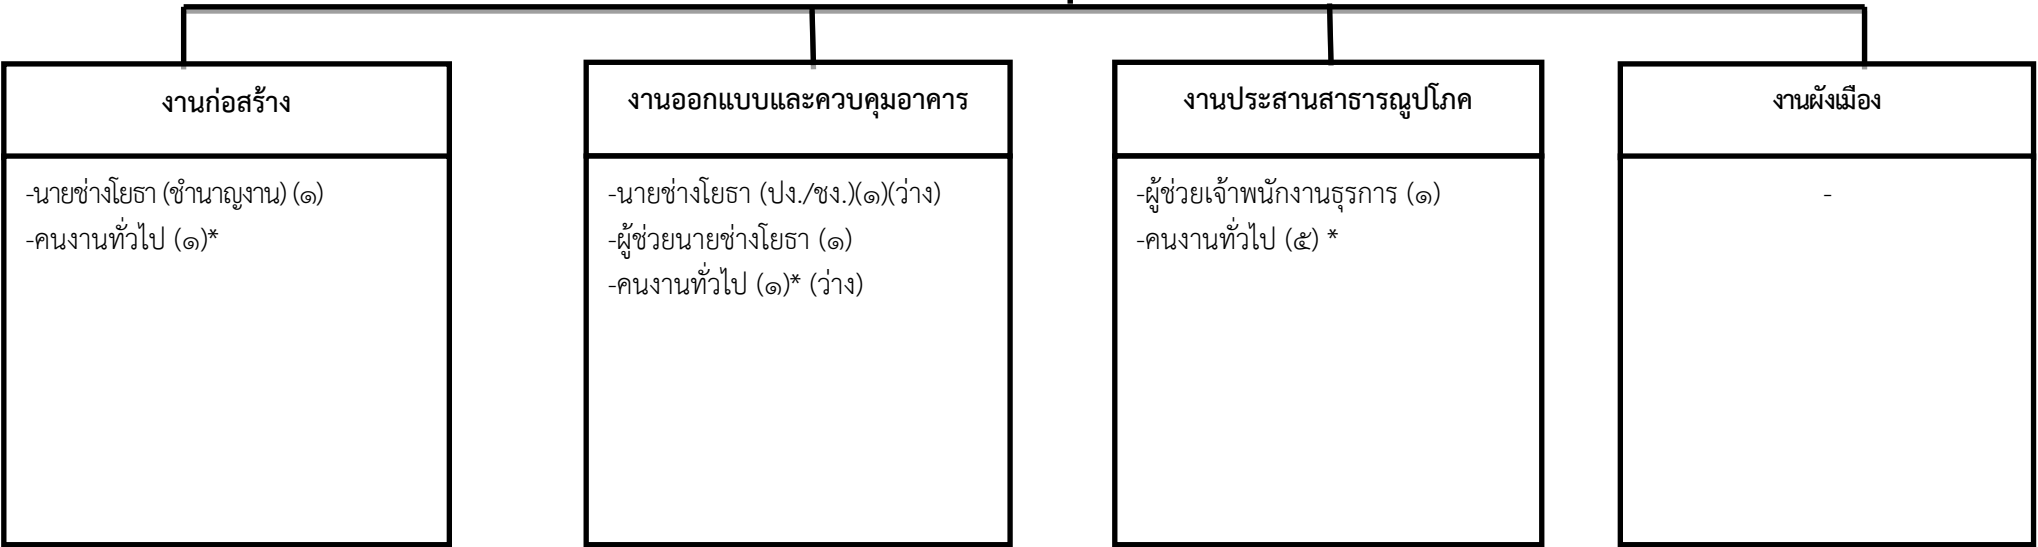 งานก่อสร้าง
-นายช่างโยธา (ชำนาญงาน) (๑)
-คนงานทั่วไป (๑)*
งานออกแบบและควบคุมอาคาร
-นายช่างโยธา (ปง./ชง.)(๑)(ว่าง)
-ผู้ช่วยนายช่างโยธา (๑)
-คนงานทั่วไป (๑)* (ว่าง)
งานประสานสาธารณูปโภค
-ผู้ช่วยเจ้าพนักงานธุรการ (๑)
-คนงานทั่วไป (๕) *
งานผังเมือง
-